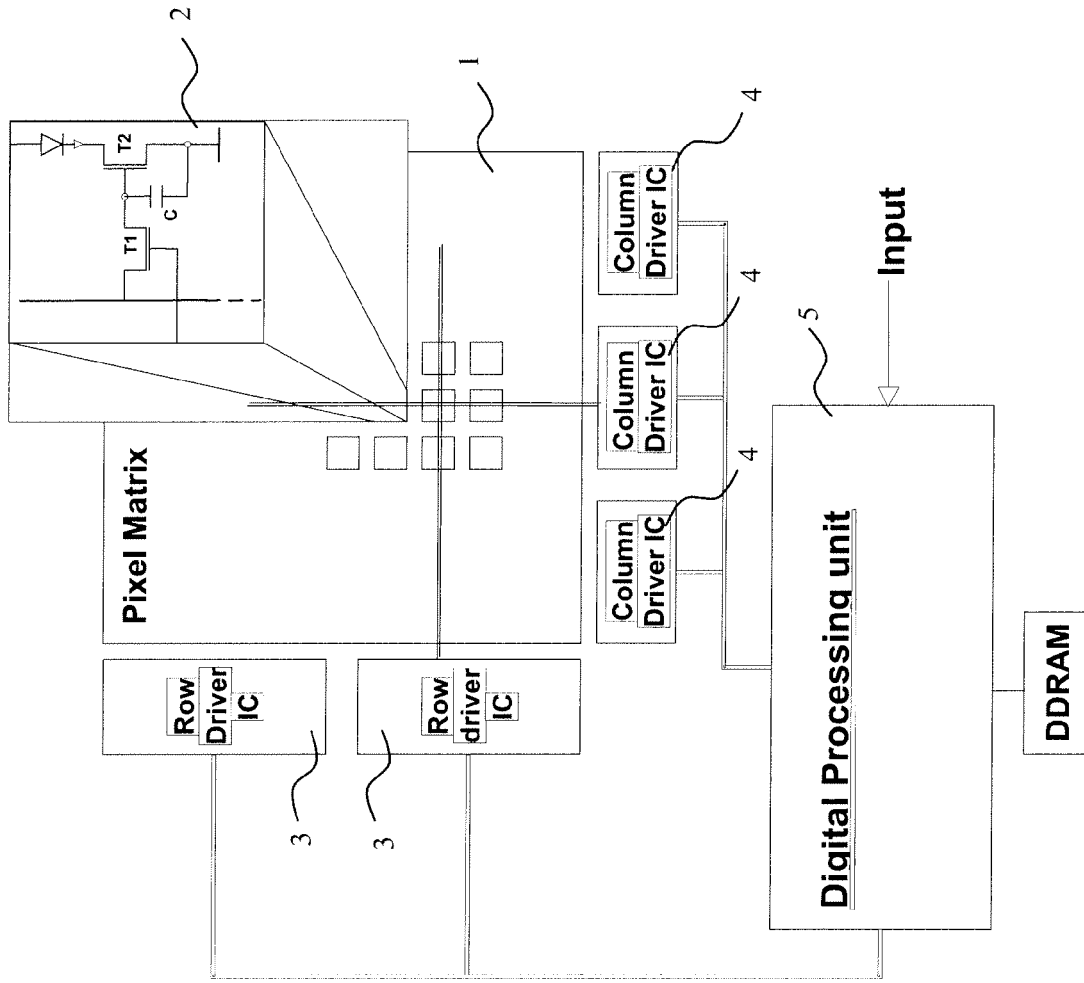 2
T2
T1
C
1
Pixel Matrix
Row
Driver
IC
3
Row
driver
IC
3
Column
Driver IC
4
Column
Driver IC
4
Column
Driver IC
4
Input
5
Digital Processing unit
DDRAM